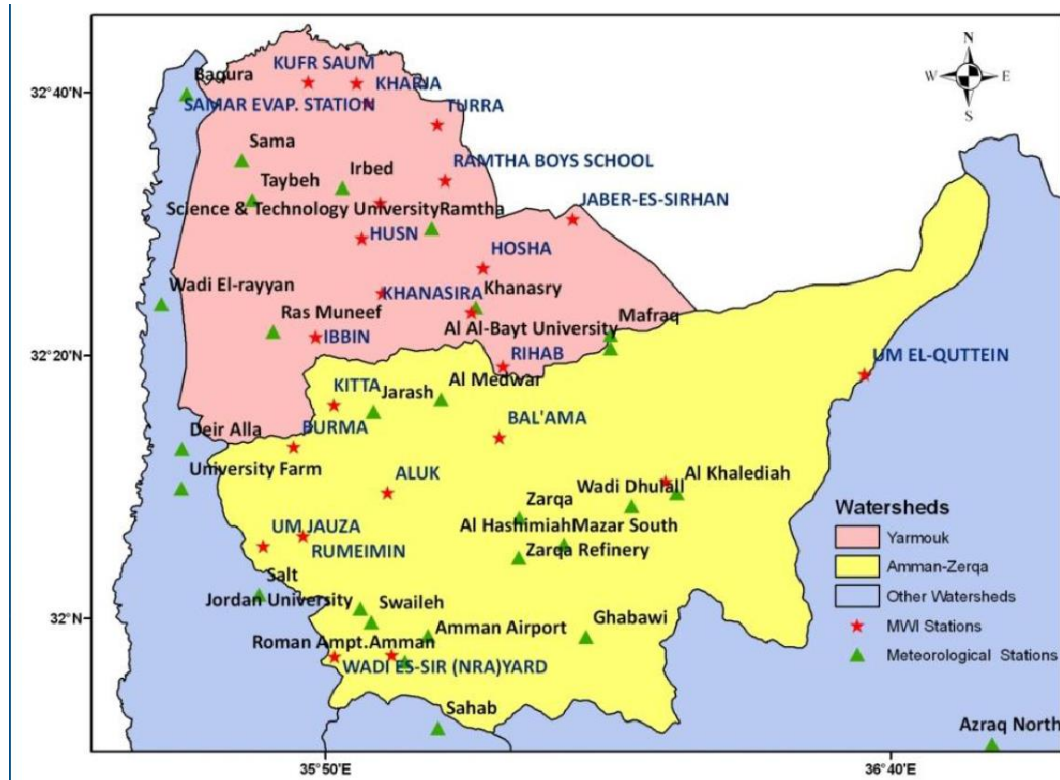 N
W E
S
KUFR SAUM
Baqura
KHARJA
32°40'
SAMAR EVAP. STATION
TURRA
Sama
Irbed
RAMTHA BOYS SCHOOL
Taybeh
JABER-ES-SIRHAN
Science & Technology University
Ramtha
HUSN
HOSHA
Wadi El-rayyan
KHANASIRA
Khanasry
Ras Muneef
Al Al-Bayt University
Mafraq
IBBIN
32°20'
RIHAB
UM EL-QUTTEIN
KITTA
Jarash
Al Medwar
Deir Alla
BURMA
BAL'AMA
University Farm
ALUK
Al Khalediah
Zarqa
Wadi Dhulall
UM JAUZA
Al Hashimiah
Mazar South
RUMEIMIN
Zarqa Refinery
Salt
Jordan University
Swaileh
32°N
Amman Airport
Ghabawi
Roman Ampt.
Amman
WADI ES-SIR (NRA)YARD
Sahab
Azraq North
35°50'E
36°40'E
Watersheds
Yarmouk
Amman-Zerqa
Other Watersheds
MWI Stations
Meteorological Stations